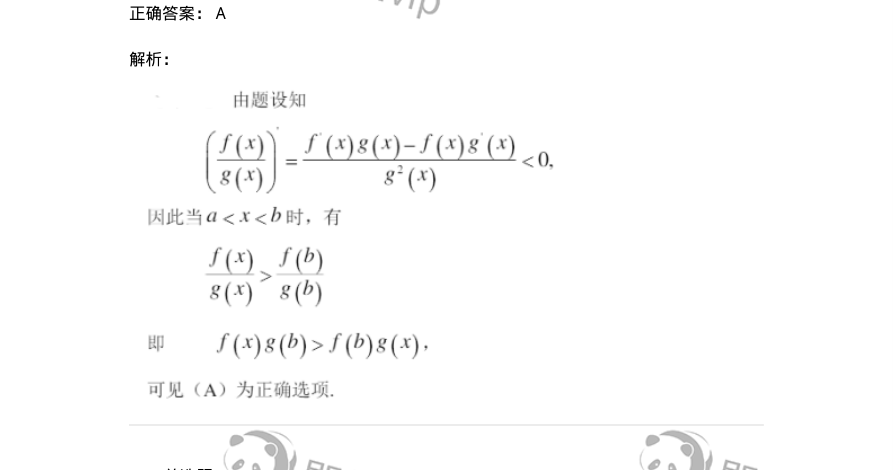 正确答案： A
解析：
由题设知
(f(x)/g(x))′ = (f′(x)g(x)−f(x)g′(x))/g²(x) <0,
因此当a<x<b时，有
f(x)/g(x) > f(b)/g(b)
即 f(x)g(b)>f(b)g(x)，
可见（A）为正确选项.